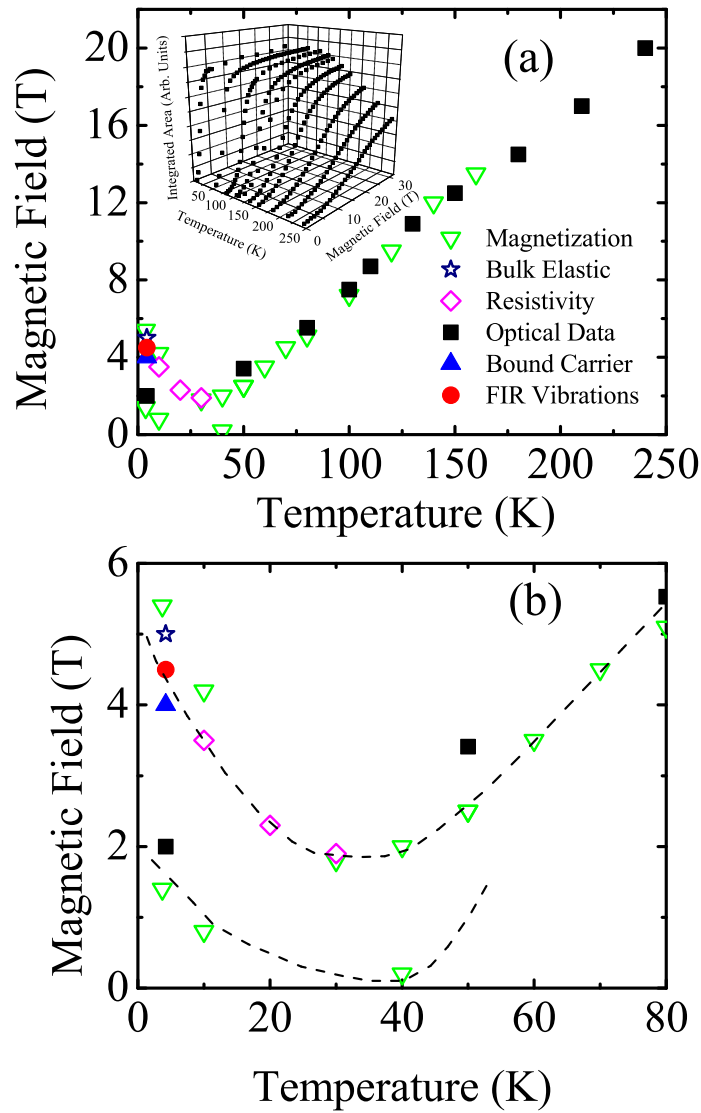 20
16
12
8
4
0
Magnetic Field (T)
(a)
Integrated Area (Arb. Units)
50
100
150
200
250
Temperature (K)
0
10
20
30
Magnetic Field (T)
Magnetization
Bulk Elastic
Resistivity
Optical Data
Bound Carrier
FIR Vibrations
0 50 100 150 200 250
Temperature (K)
6
4
2
0
Magnetic Field (T)
(b)
0 20 40 60 80
Temperature (K)